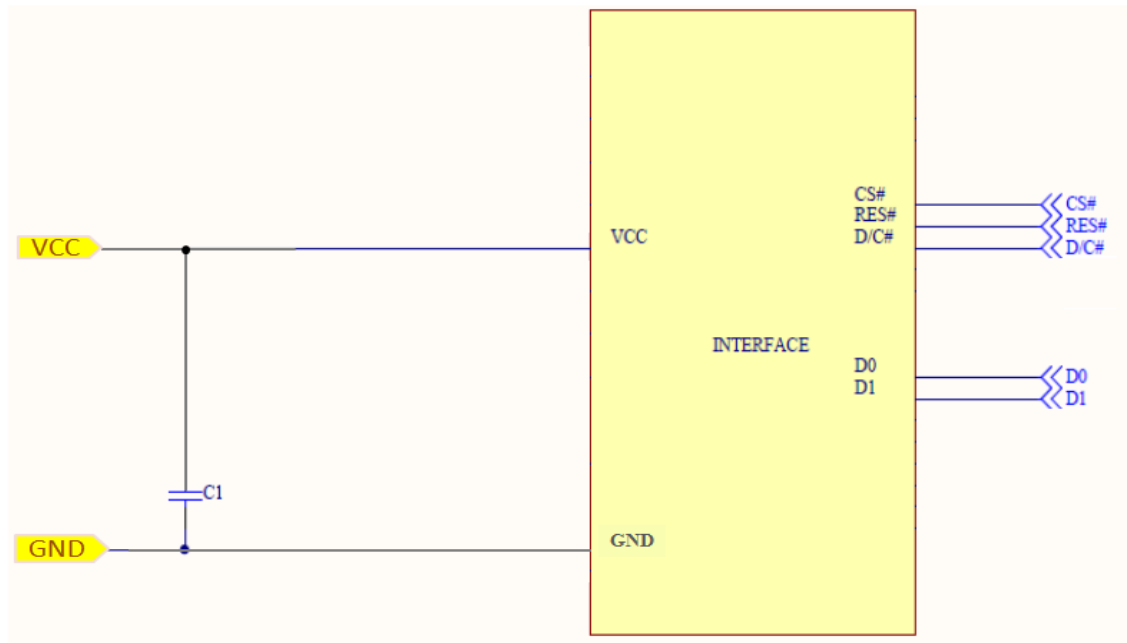 CS#
RES#
D/C#
CS#
RES#
D/C#
VCC
VCC
INTERFACE
D0
D1
D0
D1
C1
GND
GND